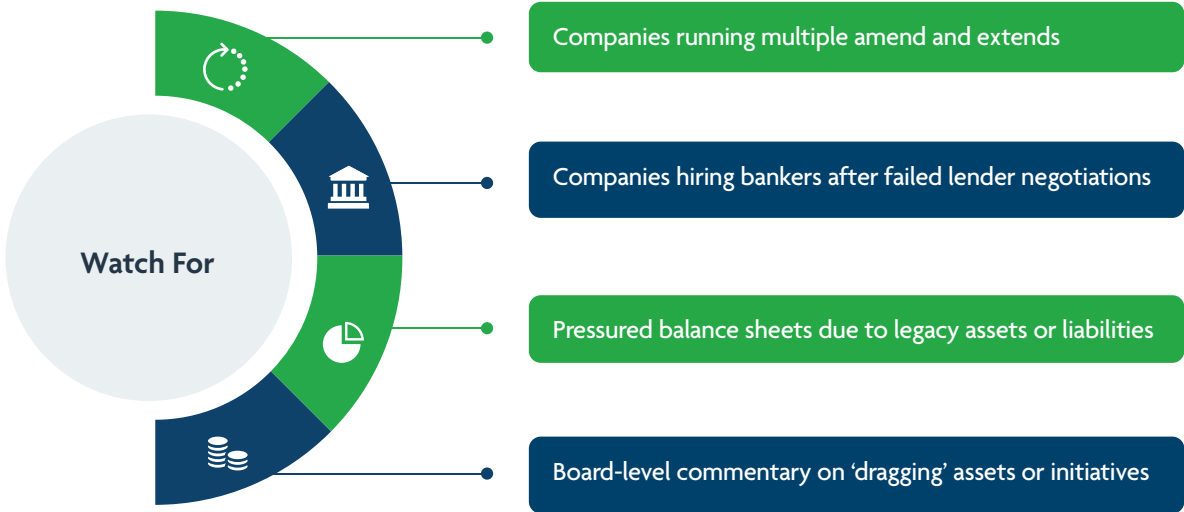 Watch For
Companies running multiple amend and extends
Companies hiring bankers after failed lender negotiations
Pressured balance sheets due to legacy assets or liabilities
Board-level commentary on ‘dragging’ assets or initiatives